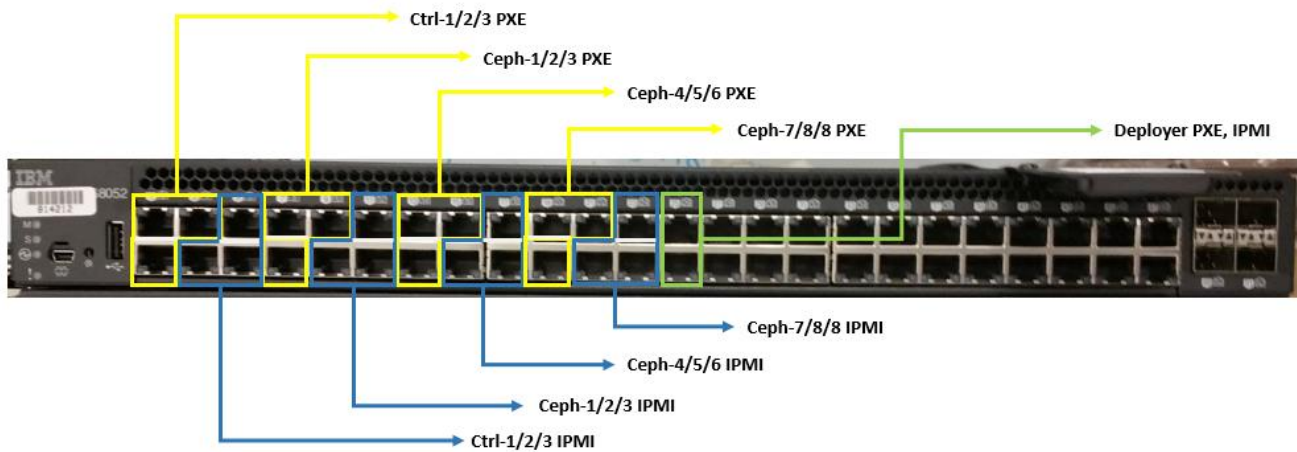 Ctrl-1/2/3 PXE
Ceph-1/2/3 PXE
Ceph-4/5/6 PXE
Ceph-7/8/8 PXE
Deployer PXE, IPMI
IBM
8052
814212
M
S
Ceph-7/8/8 IPMI
Ceph-4/5/6 IPMI
Ceph-1/2/3 IPMI
Ctrl-1/2/3 IPMI